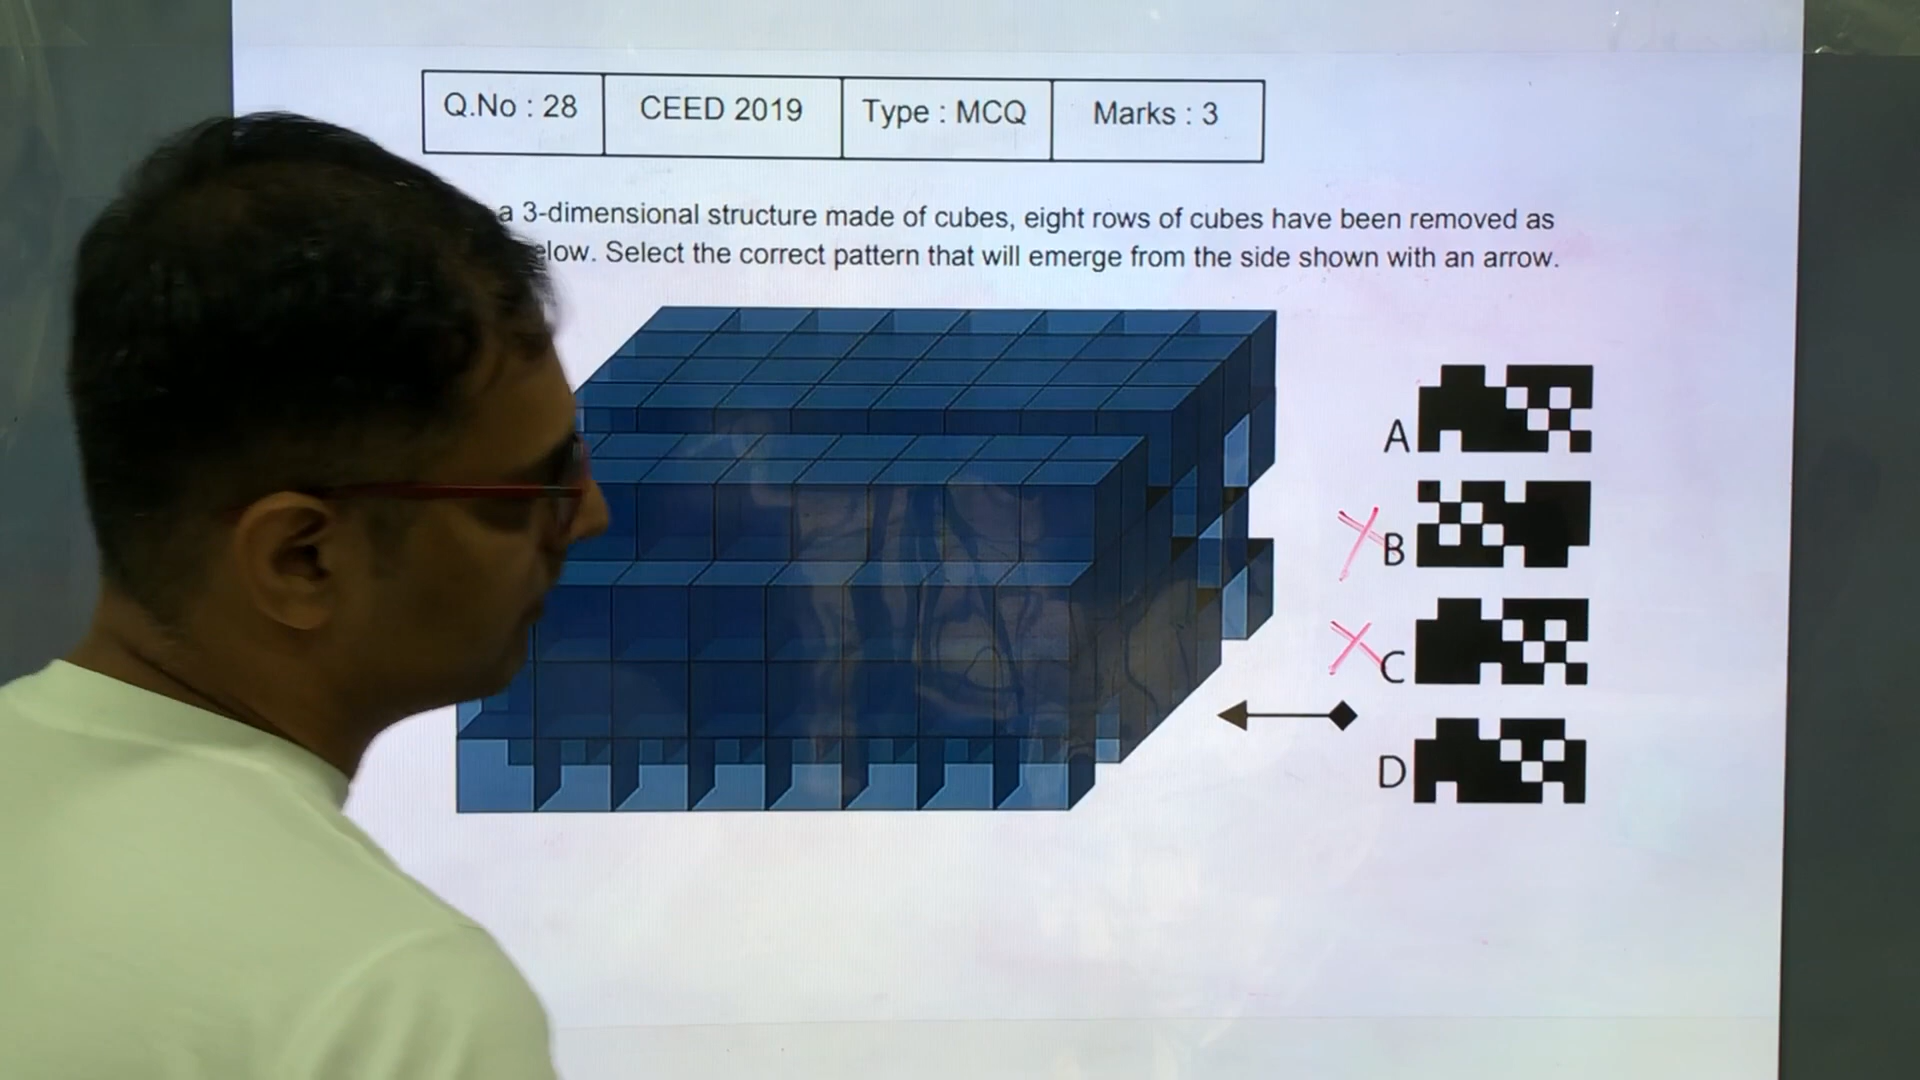 Q.No : 28
CEED 2019
Type : MCQ
Marks : 3
a 3-dimensional structure made of cubes, eight rows of cubes have been removed as
elow. Select the correct pattern that will emerge from the side shown with an arrow.
A
B
C
D